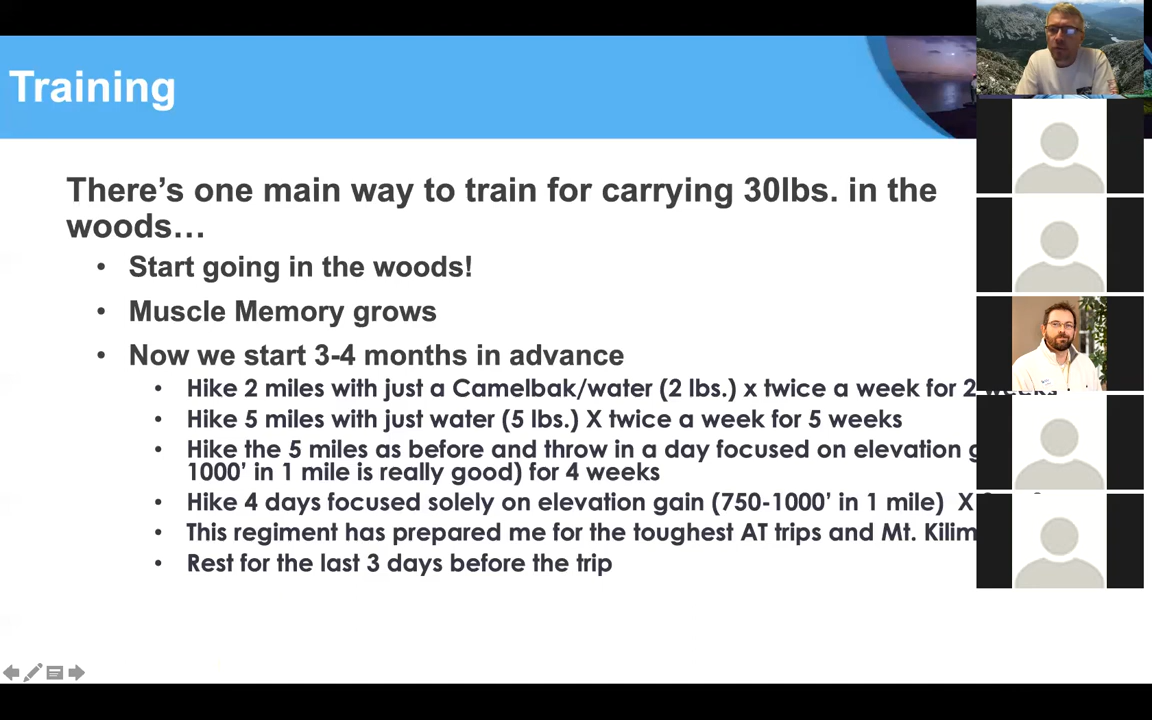 Training
There's one main way to train for carrying 30lbs. in the
woods…
• Start going in the woods!
• Muscle Memory grows
• Now we start 3-4 months in advance
• Hike 2 miles with just a Camelbak/water (2 lbs.) x twice a week for 2 weeks
• Hike 5 miles with just water (5 lbs.) X twice a week for 5 weeks
• Hike the 5 miles as before and throw in a day focused on elevation
1000' in 1 mile is really good) for 4 weeks
• Hike 4 days focused solely on elevation gain (750-1000' in 1 mile) X
• This regiment has prepared me for the toughest AT trips and Mt.
• Rest for the last 3 days before the trip